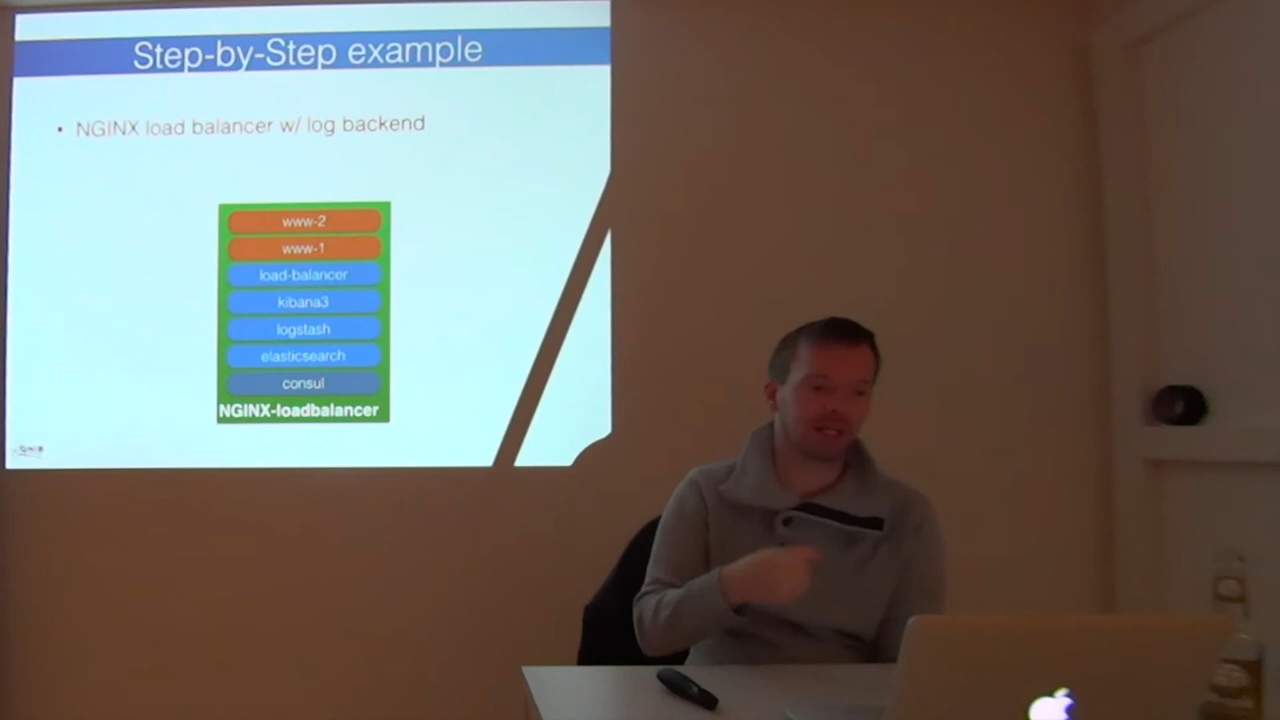 Step-by-Step example
• NGINX load balancer w/ log backend
www-2
www-1
load-balancer
kibana3
logstash
elasticsearch
consul
NGINX-loadbalancer